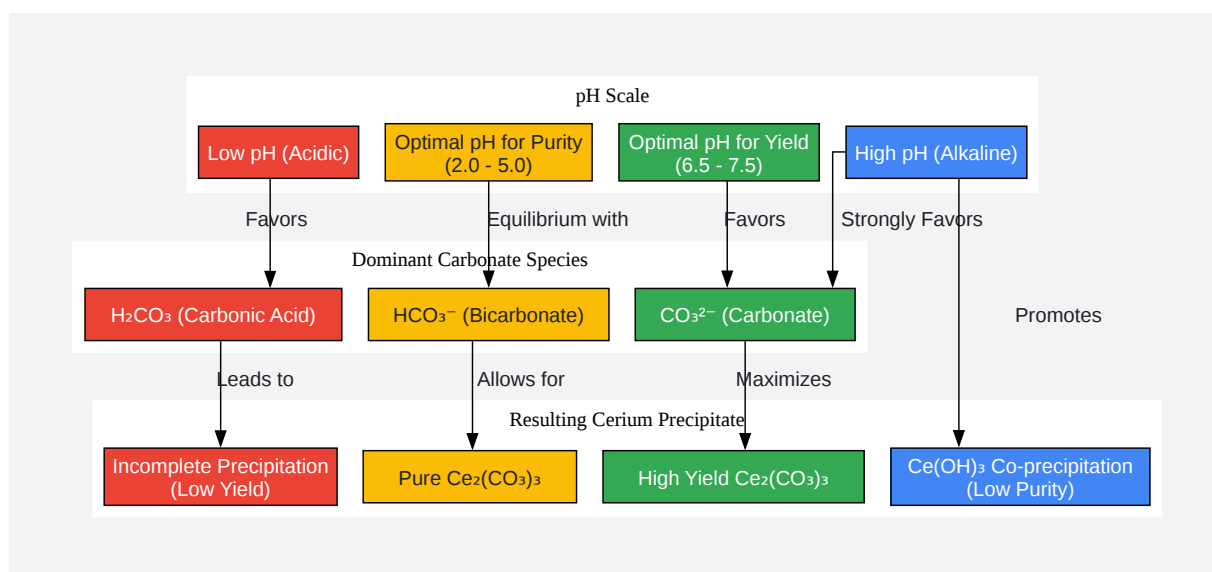 pH Scale
Low pH (Acidic)
Optimal pH for Purity
(2.0 - 5.0)
Optimal pH for Yield
(6.5 - 7.5)
High pH (Alkaline)
Favors
Equilibrium with
Favors
Strongly Favors
Dominant Carbonate Species
H₂CO₃ (Carbonic Acid)
HCO₃⁻ (Bicarbonate)
CO₃²⁻ (Carbonate)
Promotes
Leads to
Allows for
Maximizes
Resulting Cerium Precipitate
Incomplete Precipitation
(Low Yield)
Pure Ce₂(CO₃)₃
High Yield Ce₂(CO₃)₃
Ce(OH)₃ Co-precipitation
(Low Purity)